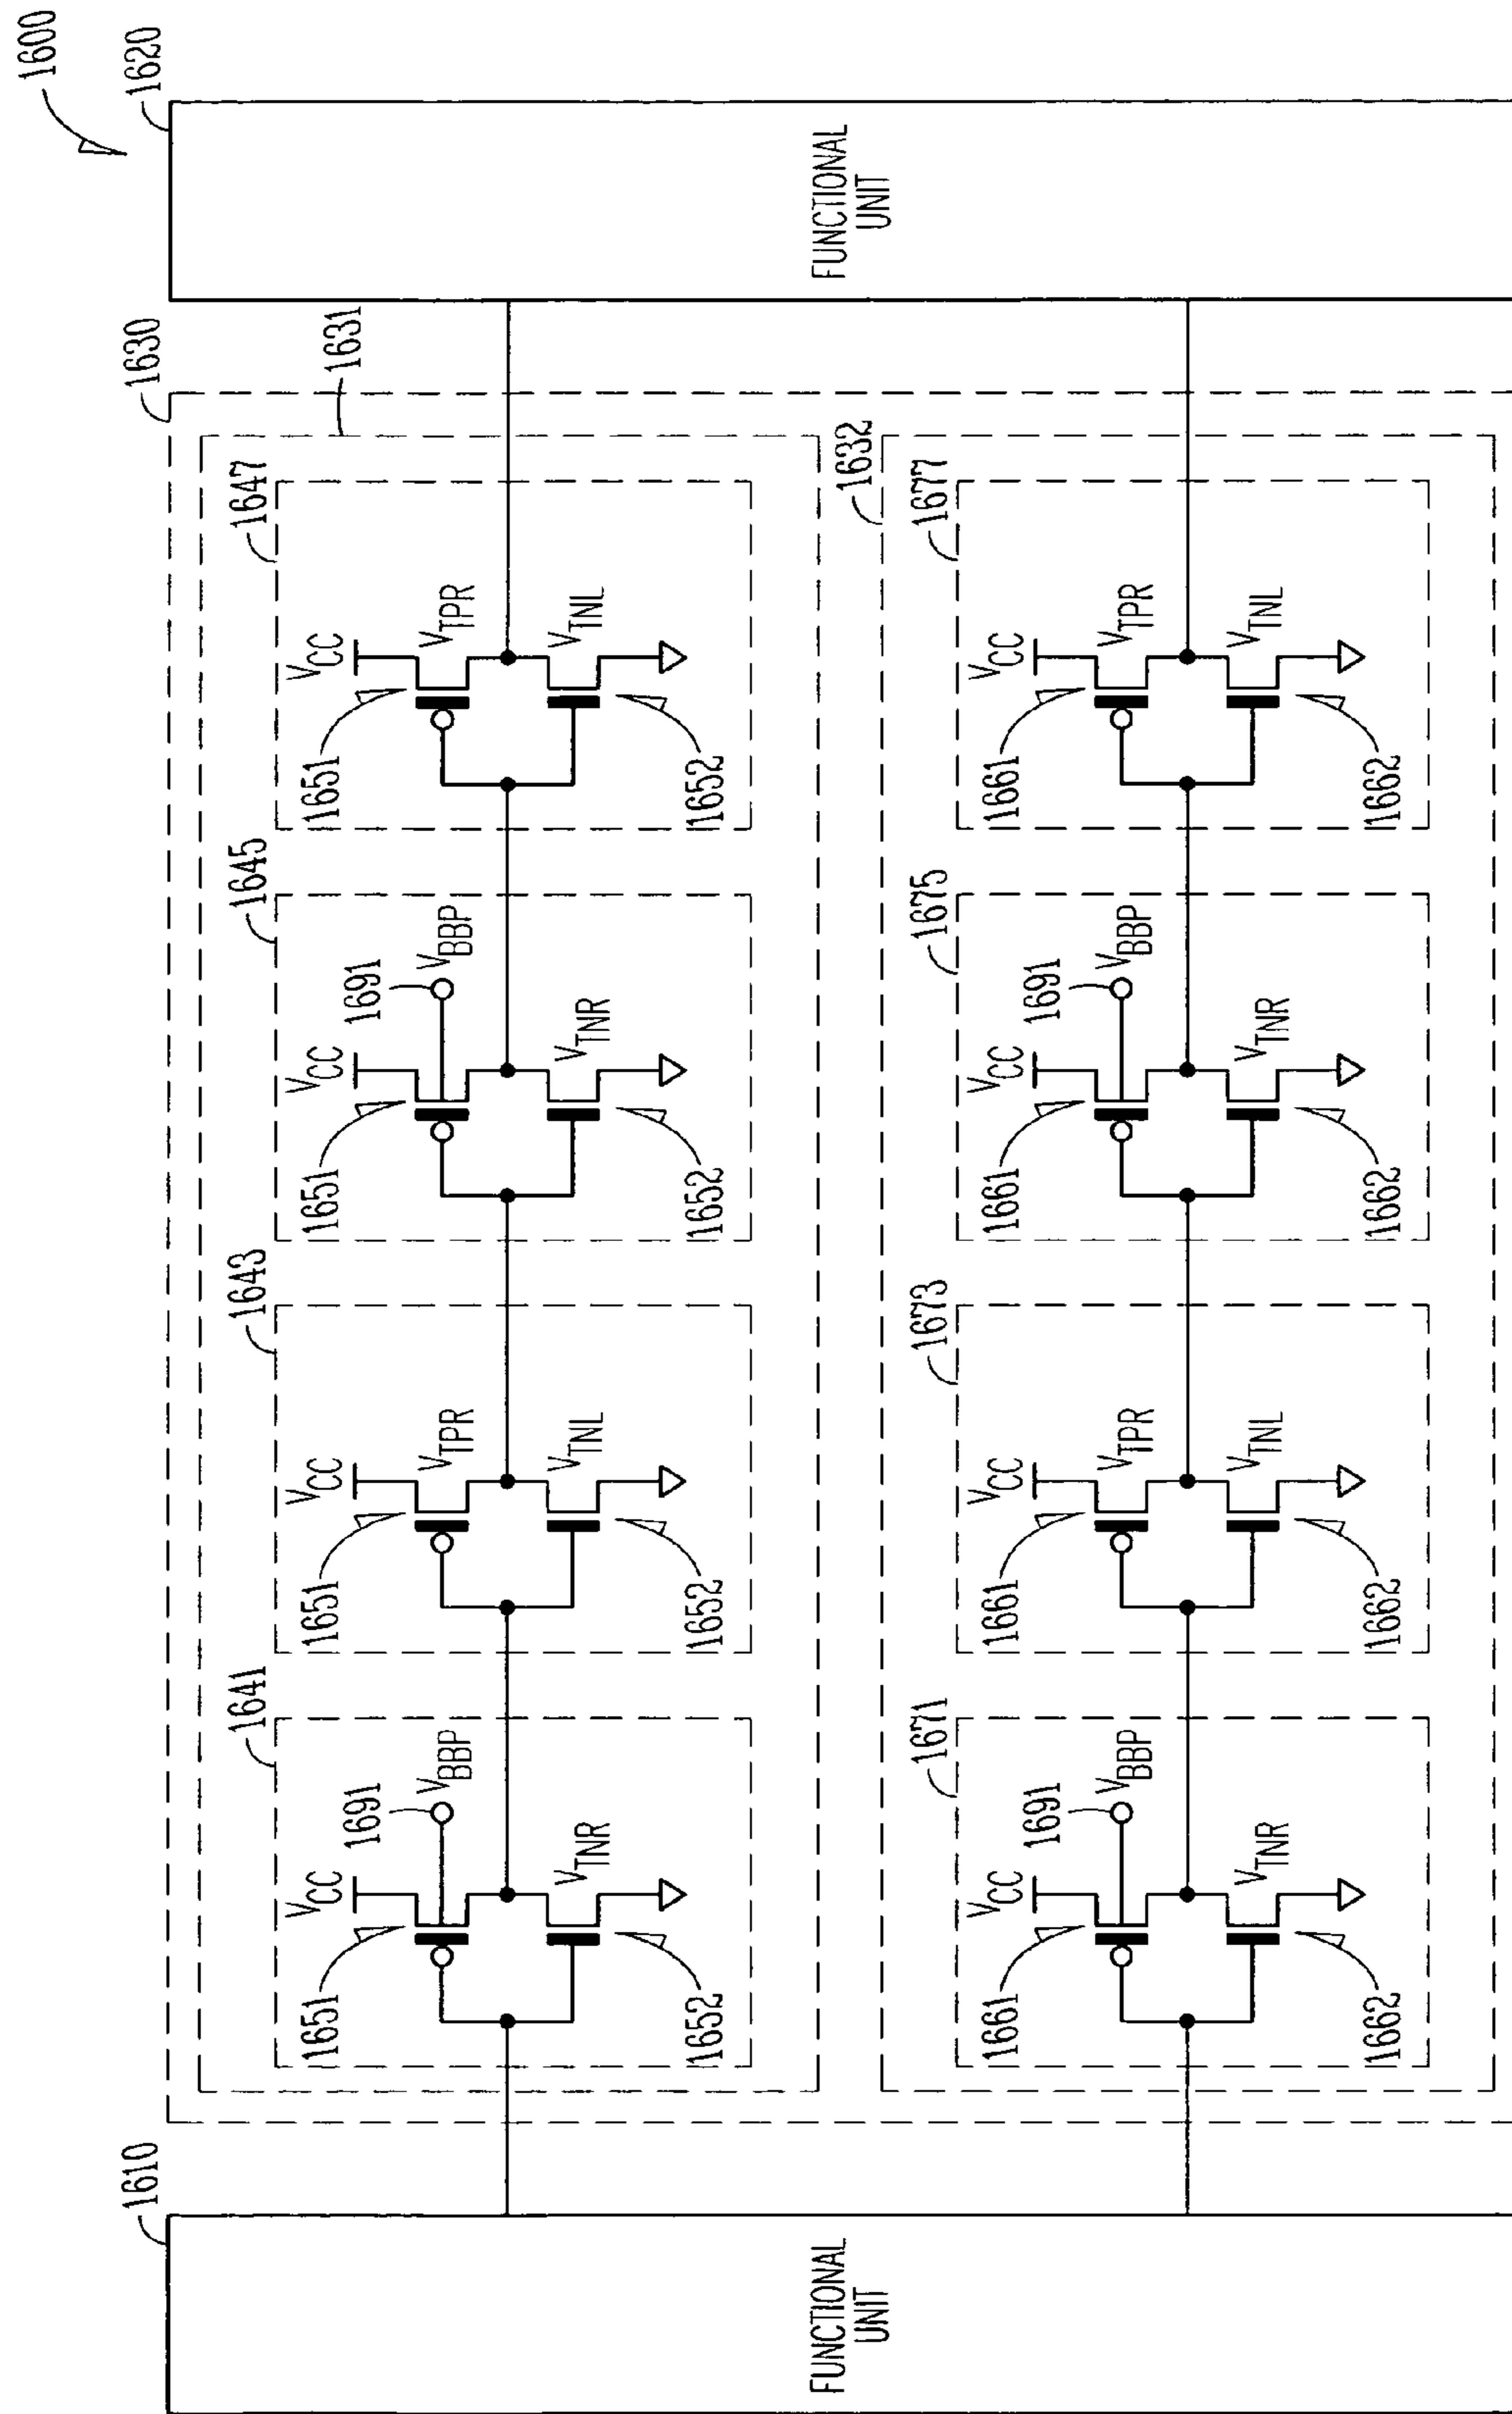 1600
1610
FUNCTIONAL
UNIT
1630
1620
FUNCTIONAL
UNIT
1631
1641
1643
1645
1647
VCC
1651
1691
VBBP
VTNR
1652
VCC
1651
VTPR
VTNL
1652
VCC
1651
1691
VBBP
VTNR
1652
VCC
1651
VTPR
VTNL
1652
1632
1671
1673
1675
1677
VCC
1661
1691
VBBP
VTNR
1662
VCC
1661
VTPR
VTNL
1662
VCC
1661
1691
VBBP
VTNR
1662
VCC
1661
VTPR
VTNL
1662